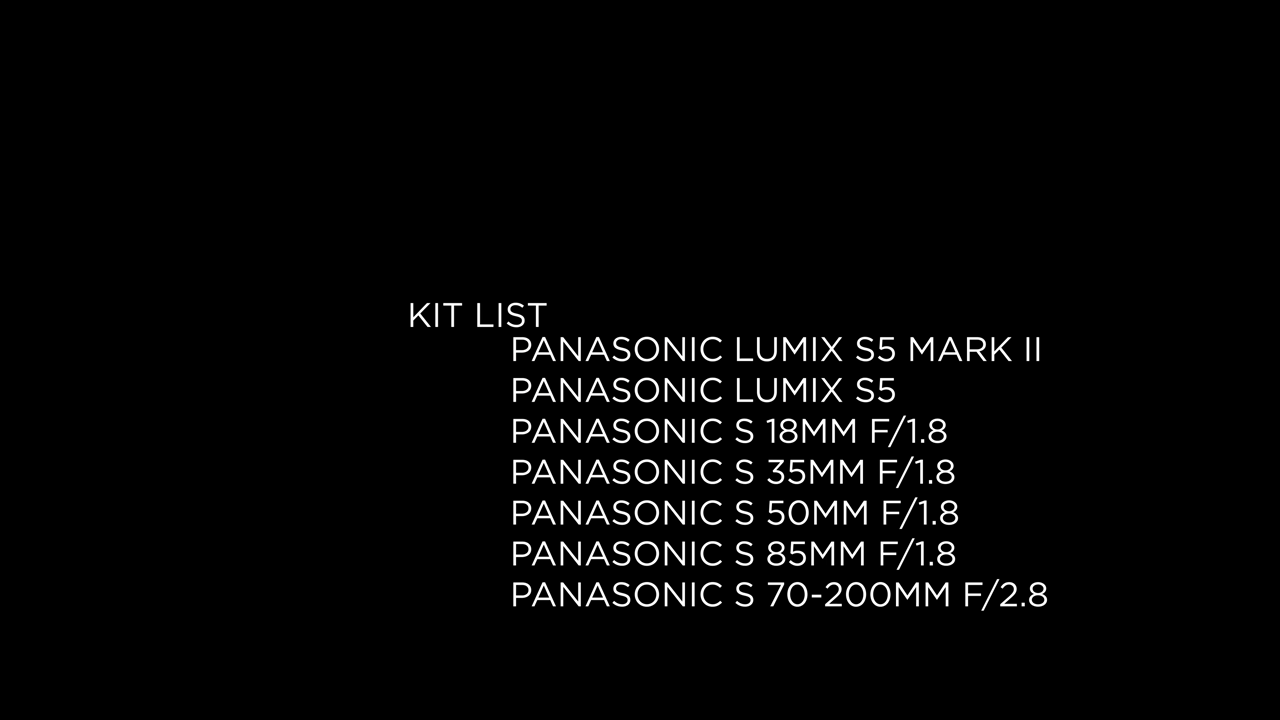 KIT LIST
PANASONIC LUMIX S5 MARK II
PANASONIC LUMIX S5
PANASONIC S 18MM F/1.8
PANASONIC S 35MM F/1.8
PANASONIC S 50MM F/1.8
PANASONIC S 85MM F/1.8
PANASONIC S 70-200MM F/2.8